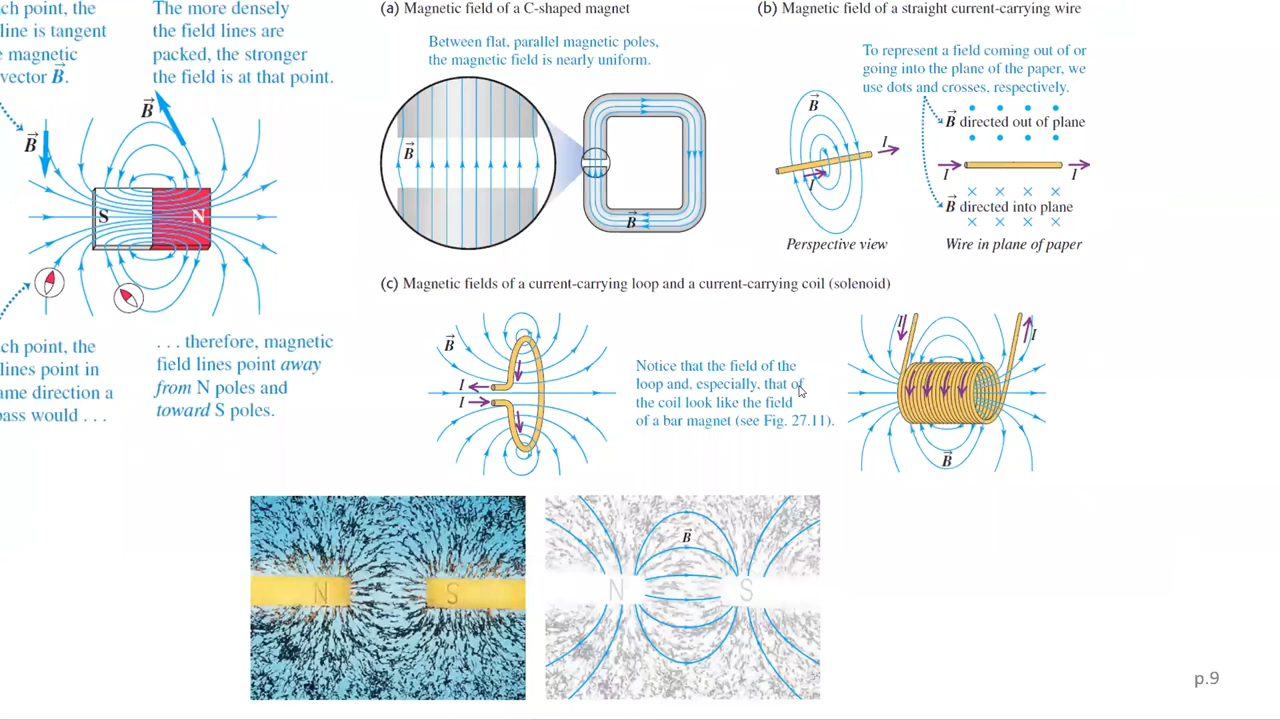 ch point, the
line is tangent
e magnetic
vector B⃗.
The more densely
the field lines are
packed, the stronger
the field is at that point.
B⃗
B⃗
S
N
ch point, the
lines point in
ame direction a
pass would . . .
. . . therefore, magnetic
field lines point away
from N poles and
toward S poles.
(a) Magnetic field of a C-shaped magnet
Between flat, parallel magnetic poles,
the magnetic field is nearly uniform.
B⃗
B⃗
(b) Magnetic field of a straight current-carrying wire
To represent a field coming out of or
going into the plane of the paper, we
use dots and crosses, respectively.
B⃗
I
I
Perspective view
B⃗ directed out of plane
I
I
B⃗ directed into plane
Wire in plane of paper
(c) Magnetic fields of a current-carrying loop and a current-carrying coil (solenoid)
B⃗
I
I
Notice that the field of the
loop and, especially, that of
the coil look like the field
of a bar magnet (see Fig. 27.11).
I
I
B⃗
N
S
B⃗
N
S
p.9